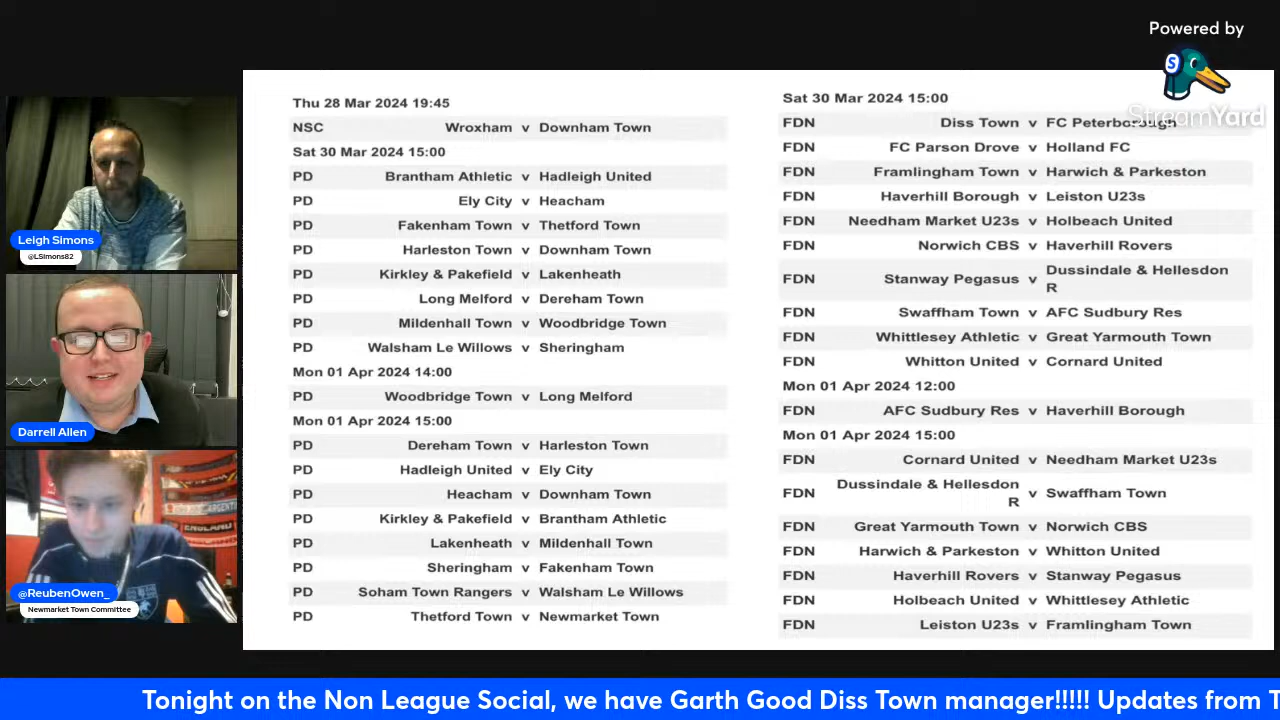 Powered by
S
StreamYard
Thu 28 Mar 2024 19:45
NSC Wroxham v Downham Town
Sat 30 Mar 2024 15:00
PD Brantham Athletic v Hadleigh United
PD Ely City v Heacham
PD Fakenham Town v Thetford Town
PD Harleston Town v Downham Town
PD Kirkley & Pakefield v Lakenheath
PD Long Melford v Dereham Town
PD Mildenhall Town v Woodbridge Town
PD Walsham Le Willows v Sheringham
Mon 01 Apr 2024 14:00
PD Woodbridge Town v Long Melford
Mon 01 Apr 2024 15:00
PD Dereham Town v Harleston Town
PD Hadleigh United v Ely City
PD Heacham v Downham Town
PD Kirkley & Pakefield v Brantham Athletic
PD Lakenheath v Mildenhall Town
PD Sheringham v Fakenham Town
PD Soham Town Rangers v Walsham Le Willows
PD Thetford Town v Newmarket Town
Sat 30 Mar 2024 15:00
FDN Diss Town v FC Peterborough
FDN FC Parson Drove v Holland FC
FDN Framlingham Town v Harwich & Parkeston
FDN Haverhill Borough v Leiston U23s
FDN Needham Market U23s v Holbeach United
FDN Norwich CBS v Haverhill Rovers
FDN Stanway Pegasus v Dussindale & Hellesdon
R
FDN Swaffham Town v AFC Sudbury Res
FDN Whittlesey Athletic v Great Yarmouth Town
FDN Whitton United v Cornard United
Mon 01 Apr 2024 12:00
FDN AFC Sudbury Res v Haverhill Borough
Mon 01 Apr 2024 15:00
FDN Cornard United v Needham Market U23s
FDN Dussindale & Hellesdon
R v Swaffham Town
FDN Great Yarmouth Town v Norwich CBS
FDN Harwich & Parkeston v Whitton United
FDN Haverhill Rovers v Stanway Pegasus
FDN Holbeach United v Whittlesey Athletic
FDN Leiston U23s v Framlingham Town
Leigh Simons
@LSimons82
Darrell Allen
ENGLAND
@ReubenOwen_
Newmarket Town Committee
Tonight on the Non League Social, we have Garth Good Diss Town manager!!!!! Updates from T